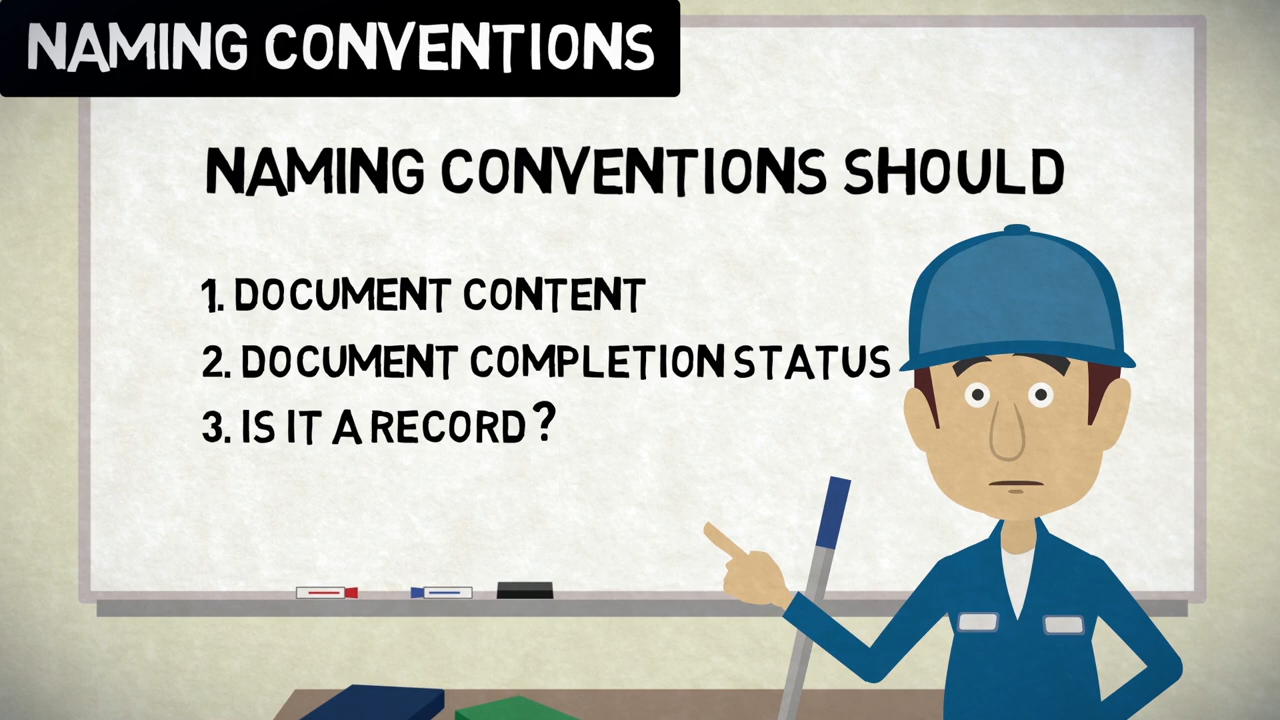 NAMING CONVENTIONS
NAMING CONVENTIONS SHOULD
1. DOCUMENT CONTENT
2. DOCUMENT COMPLETION STATUS
3. IS IT A RECORD?